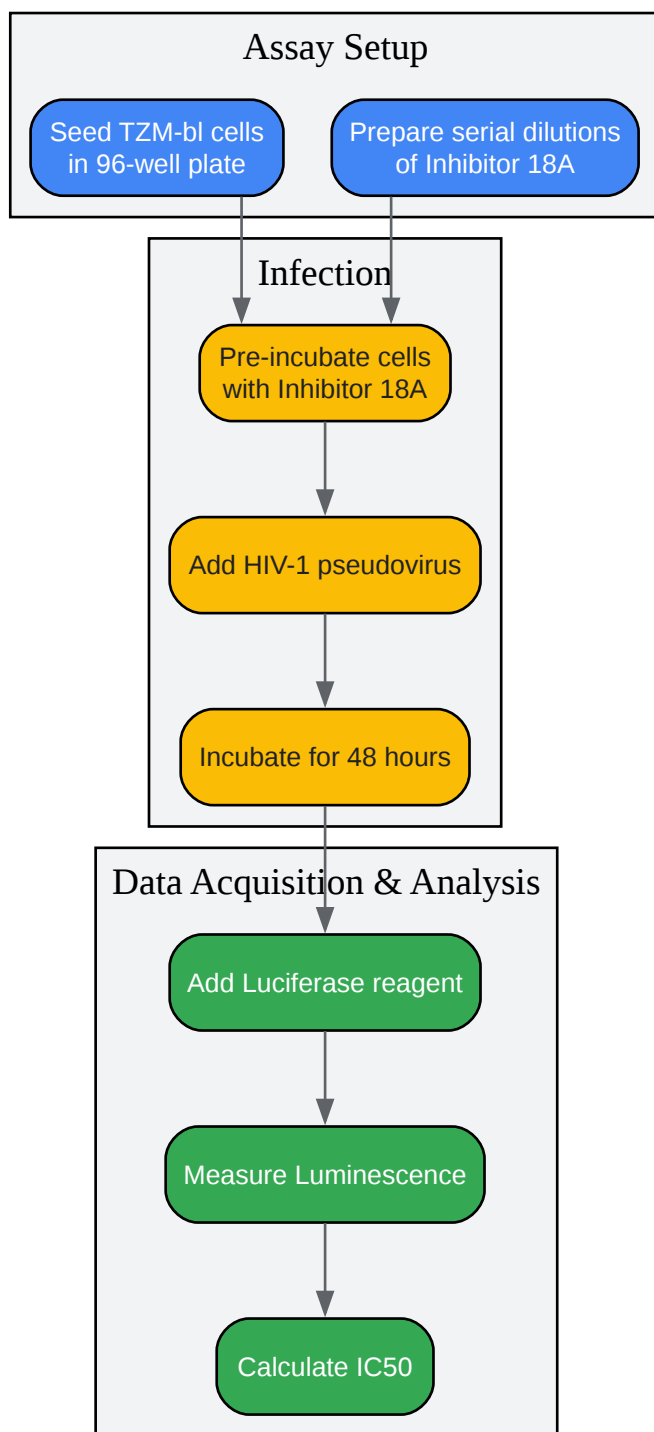 Assay Setup
Seed TZM-bl cells
in 96-well plate
Prepare serial dilutions
of Inhibitor 18A
Infection
Pre-incubate cells
with Inhibitor 18A
Add HIV-1 pseudovirus
Incubate for 48 hours
Data Acquisition & Analysis
Add Luciferase reagent
Measure Luminescence
Calculate IC50